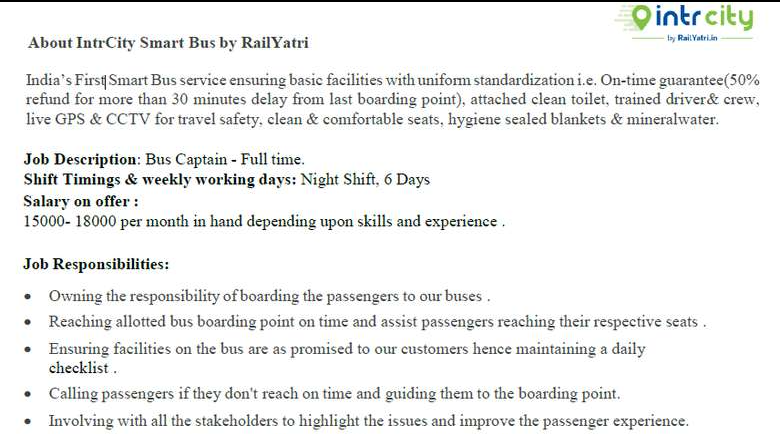 intrcity
by RailYatri.in
About IntrCity Smart Bus by RailYatri
India's First Smart Bus service ensuring basic facilities with uniform standardization i.e. On-time guarantee(50%
refund for more than 30 minutes delay from last boarding point), attached clean toilet, trained driver& crew,
live GPS & CCTV for travel safety, clean & comfortable seats, hygiene sealed blankets & mineralwater.
Job Description: Bus Captain - Full time.
Shift Timings & weekly working days: Night Shift, 6 Days
Salary on offer :
15000- 18000 per month in hand depending upon skills and experience .
Job Responsibilities:
• Owning the responsibility of boarding the passengers to our buses .
• Reaching allotted bus boarding point on time and assist passengers reaching their respective seats .
• Ensuring facilities on the bus are as promised to our customers hence maintaining a daily
checklist .
• Calling passengers if they don't reach on time and guiding them to the boarding point.
• Involving with all the stakeholders to highlight the issues and improve the passenger experience.